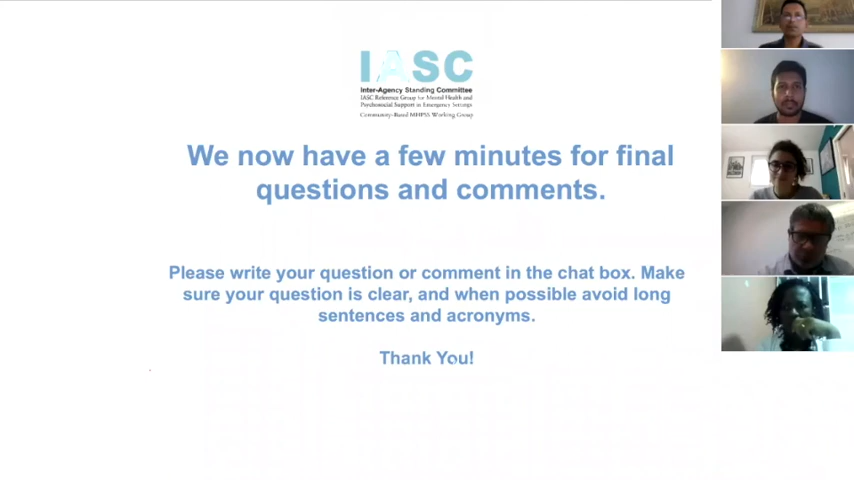 IASC
Inter-Agency Standing Committee
IASC Reference Group for Mental Health and
Psychosocial Support in Emergency Settings
Community-Based MHPSS Working Group
We now have a few minutes for final
questions and comments.
Please write your question or comment in the chat box. Make
sure your question is clear, and when possible avoid long
sentences and acronyms.
Thank You!